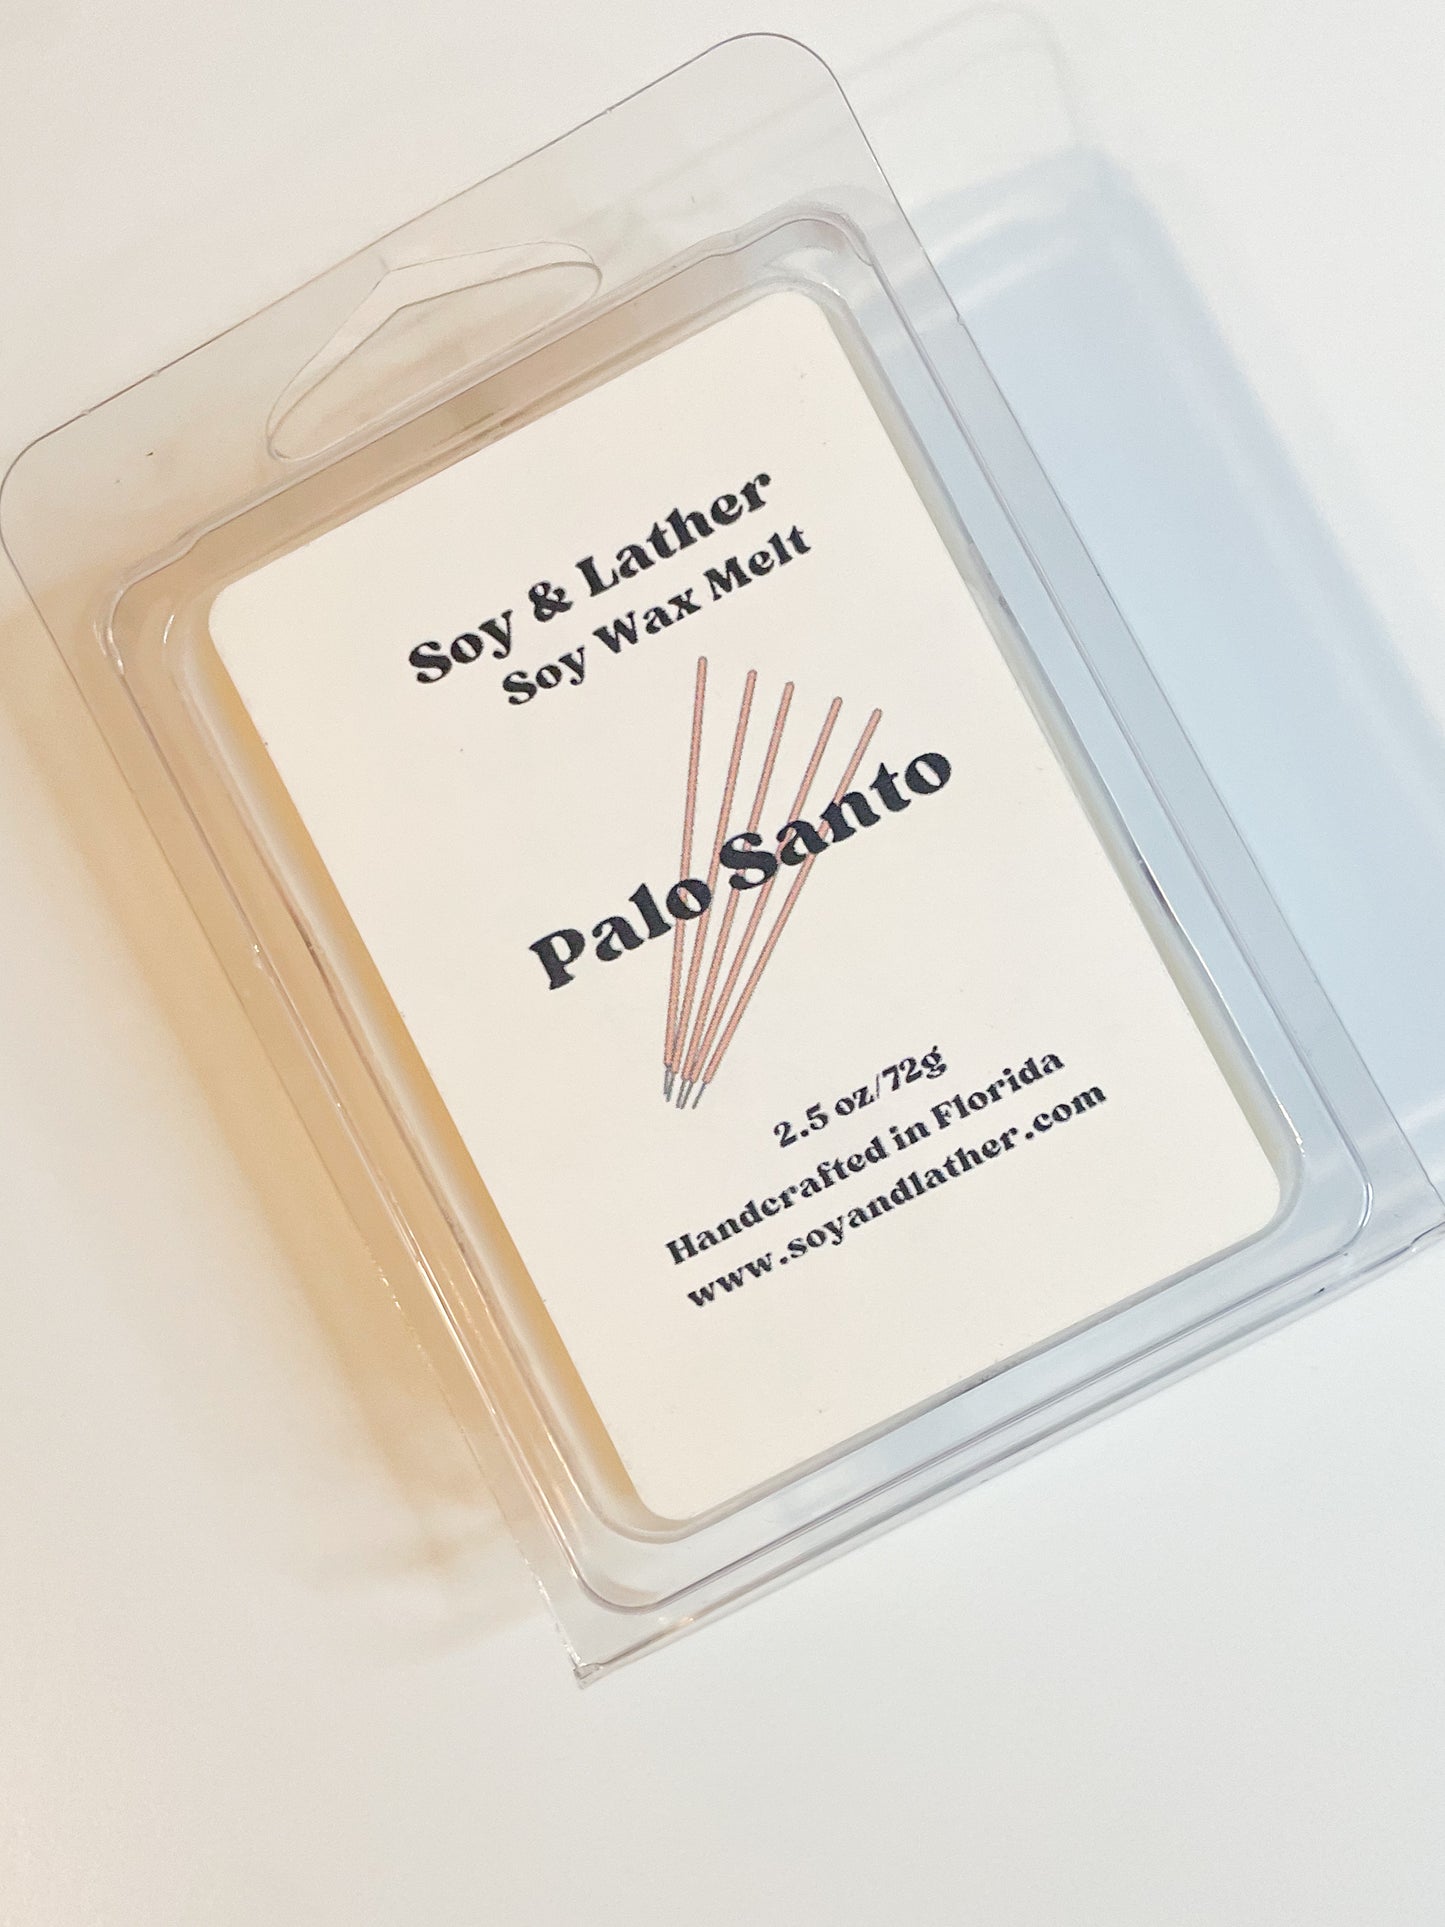 Soy & Lather
Soy Wax Melt
Palo Santo
2.5 oz/72g
Handcrafted in Florida
www.soyandlather.com